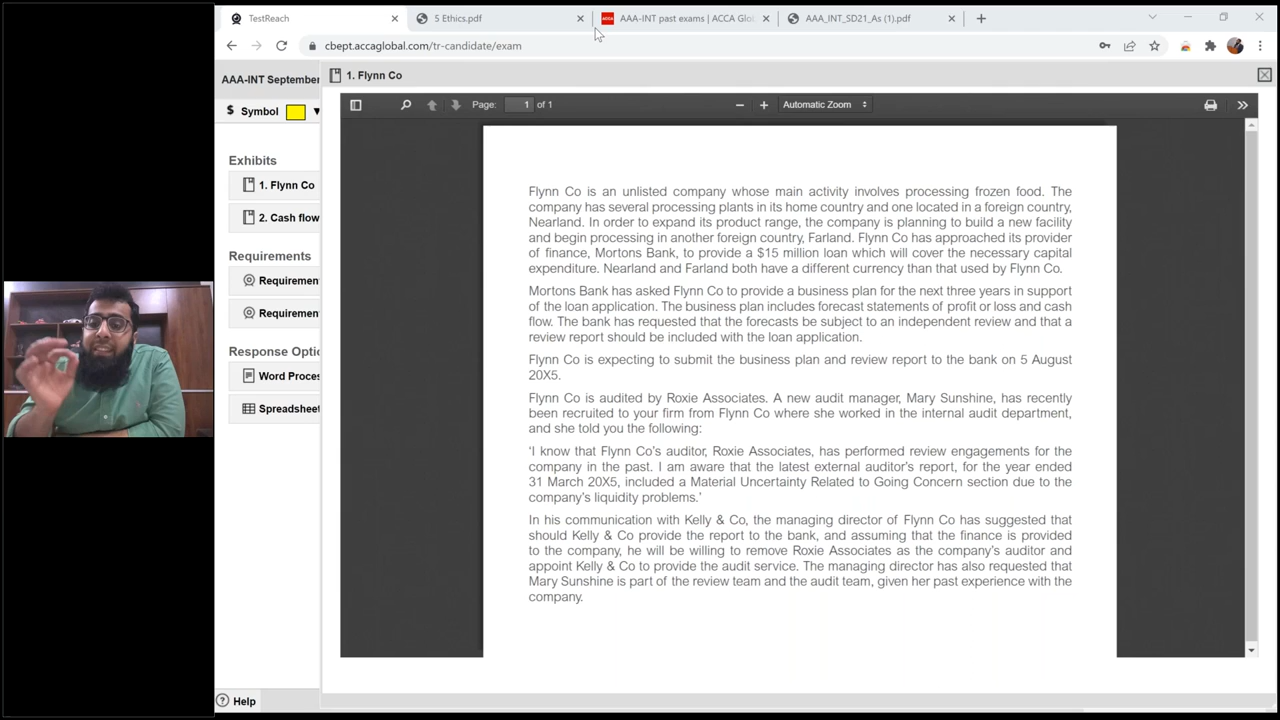 TestReach
5 Ethics.pdf
AAA-INT past exams | ACCA Glo
AAA_INT_SD21_As (1).pdf
cbept.accaglobal.com/tr-candidate/exam
AAA-INT September
1. Flynn Co
$ Symbol
Page: 1 of 1
Automatic Zoom
Exhibits
1. Flynn Co
2. Cash flow
Requirements
Requiremen
Requiremen
Response Optio
Word Proces
Spreadsheet
Help
Flynn Co is an unlisted company whose main activity involves processing frozen food. The
company has several processing plants in its home country and one located in a foreign country,
Nearland. In order to expand its product range, the company is planning to build a new facility
and begin processing in another foreign country, Farland. Flynn Co has approached its provider
of finance, Mortons Bank, to provide a $15 million loan which will cover the necessary capital
expenditure. Nearland and Farland both have a different currency than that used by Flynn Co.
Mortons Bank has asked Flynn Co to provide a business plan for the next three years in support
of the loan application. The business plan includes forecast statements of profit or loss and cash
flow. The bank has requested that the forecasts be subject to an independent review and that a
review report should be included with the loan application.
Flynn Co is expecting to submit the business plan and review report to the bank on 5 August
20X5.
Flynn Co is audited by Roxie Associates. A new audit manager, Mary Sunshine, has recently
been recruited to your firm from Flynn Co where she worked in the internal audit department,
and she told you the following:
‘I know that Flynn Co’s auditor, Roxie Associates, has performed review engagements for the
company in the past. I am aware that the latest external auditor’s report, for the year ended
31 March 20X5, included a Material Uncertainty Related to Going Concern section due to the
company’s liquidity problems.’
In his communication with Kelly & Co, the managing director of Flynn Co has suggested that
should Kelly & Co provide the report to the bank, and assuming that the finance is provided
to the company, he will be willing to remove Roxie Associates as the company’s auditor and
appoint Kelly & Co to provide the audit service. The managing director has also requested that
Mary Sunshine is part of the review team and the audit team, given her past experience with the
company.